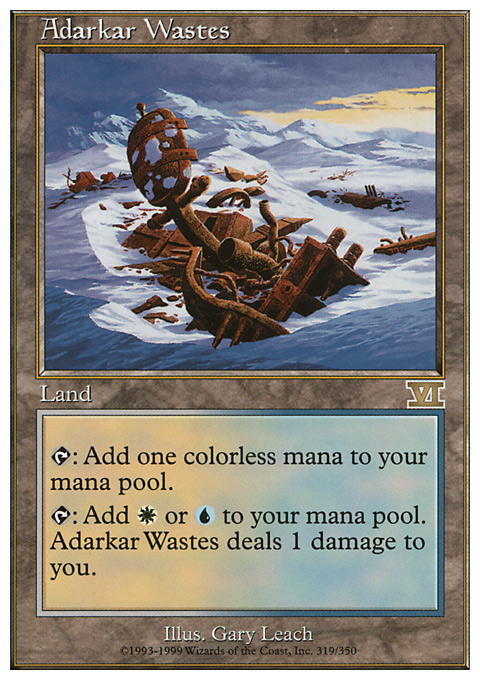 Adarkar Wastes
Land
VI
: Add one colorless mana to your
mana pool.
: Add or to your mana pool.
Adarkar Wastes deals 1 damage to
you.
Illus. Gary Leach
©1993-1999 Wizards of the Coast, Inc. 319/350